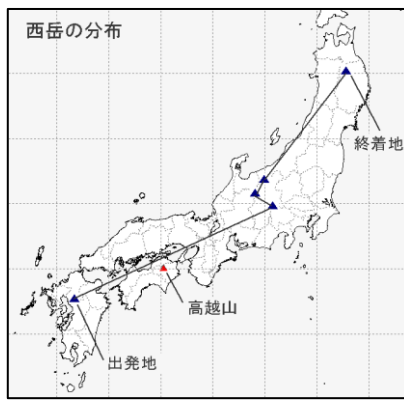 西岳の分布
終着地
高越山
出発地